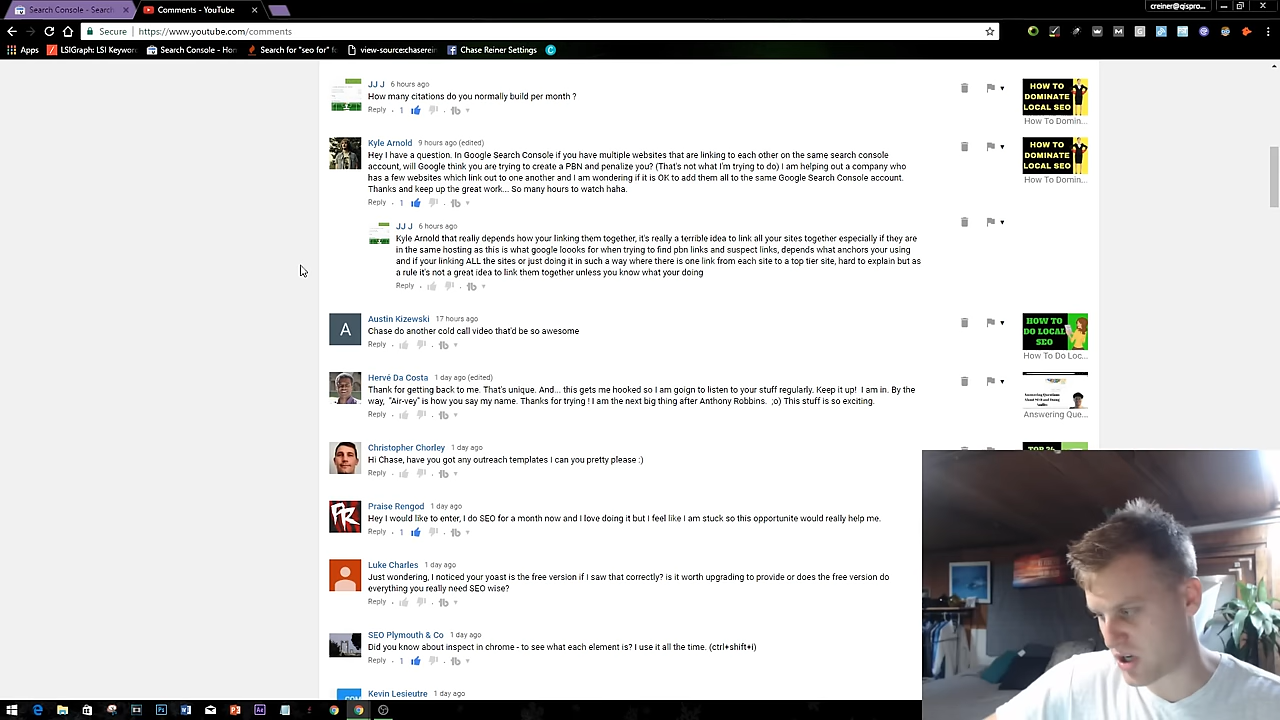 Search Console - Search
Comments - YouTube
creiner@qispro...
Secure
https://www.youtube.com/comments
Apps
LSIGraph: LSI Keywor
Search Console - Hon
Search for "seo for" f
view-source:chaserein
Chase Reiner Settings
JJ J 6 hours ago
How many citations do you normally build per month ?
Reply 1
HOW TO DOMINATE LOCAL SEO
How To Domin...
Kyle Arnold 9 hours ago (edited)
Hey I have a question. In Google Search Console if you have multiple websites that are linking to each other on the same search console
account, will Google think you are trying to create a PBN and penalize you? (That's not what I'm trying to do) I am helping out a company who
has a few websites which link out to one another and I am wondering if it is OK to add them all to the same Google Search Console account.
Thanks and keep up the great work... So many hours to watch haha.
Reply 1
HOW TO DOMINATE LOCAL SEO
How To Domin...
JJ J 6 hours ago
Kyle Arnold that really depends how your linking them together, it's really a terrible idea to link all your sites together especially if they are
in the same hosting as this is what google loooks for when trying to find pbn links and suspect links, depends what anchors your using
and if your linking ALL the sites or just doing it in such a way where there is one link from each site to a top tier site, hard to explain but as
a rule it's not a great idea to link them together unless you know what your doing
Reply
Austin Kizewski 17 hours ago
Chase do another cold call video that'd be so awesome
Reply
HOW TO DO LOCAL SEO
How To Do Loc...
Hervé Da Costa 1 day ago (edited)
Thank for getting back to me. That's unique. And... this gets me hooked so I am goign to listen to your stuff regularly. Keep it up! I am in. By the
way, "Air-vey" is how you say my name. Thanks for trying ! I am the next big thing after Anthony Robbins. ;o) This stuff is so exciting.
Reply
Answering Que...
Christopher Chorley 1 day ago
Hi Chase, have you got any outreach templates I can you pretty please :)
Reply
Praise Rengod 1 day ago
Hey I would like to enter, I do SEO for a month now and I love doing it but I feel like I am stuck so this opportunite would really help me.
Reply 1
A
Luke Charles 1 day ago
Just wondering, I noticed your yoast is the free version if I saw that correctly? is it worth upgrading to provide or does the free version do
everything you really need SEO wise?
Reply
SEO Plymouth & Co 1 day ago
Did you know about inspect in chrome - to see what each element is? I use it all the time. (ctrl+shift+i)
Reply 1
Kevin Lesieutre 1 day ago